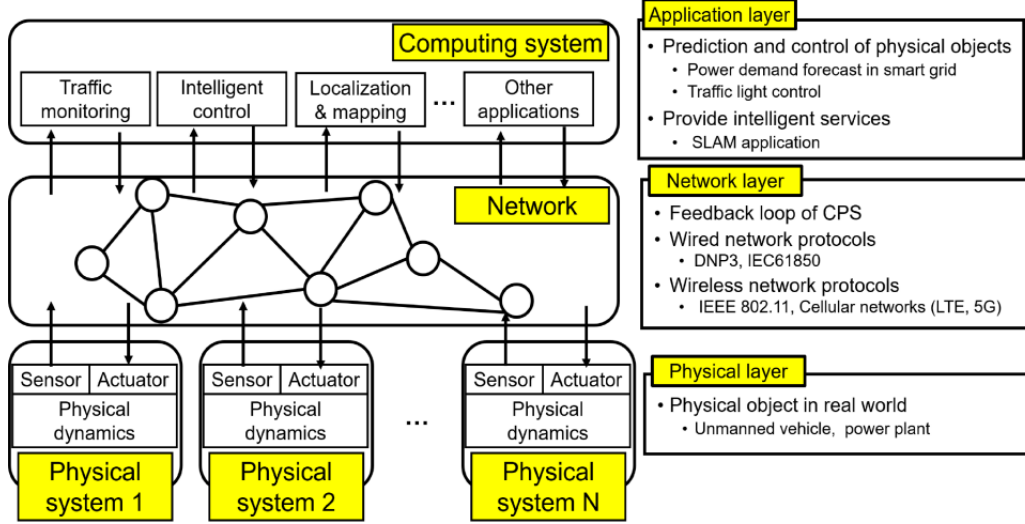 Computing system
Traffic
monitoring
Intelligent
control
Localization
& mapping
...
Other
applications
Network
Sensor
Actuator
Physical
dynamics
Physical
system 1
Sensor
Actuator
Physical
dynamics
Physical
system 2
...
Sensor
Actuator
Physical
dynamics
Physical
system N
Application layer
• Prediction and control of physical objects
• Power demand forecast in smart grid
• Traffic light control
• Provide intelligent services
• SLAM application
Network layer
• Feedback loop of CPS
• Wired network protocols
• DNP3, IEC61850
• Wireless network protocols
• IEEE 802.11, Cellular networks (LTE, 5G)
Physical layer
• Physical object in real world
• Unmanned vehicle, power plant